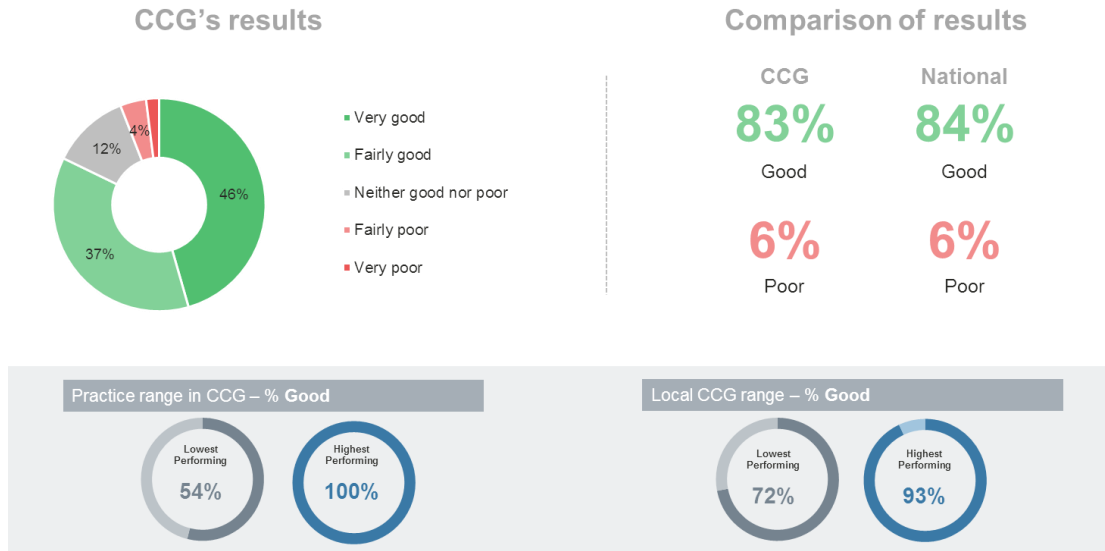 CCG's results
46%
37%
12%
4%
Very good
Fairly good
Neither good nor poor
Fairly poor
Very poor
Comparison of results
CCG
National
83%
84%
Good
Good
6%
6%
Poor
Poor
Practice range in CCG – % Good
Lowest
Performing
54%
Highest
Performing
100%
Local CCG range – % Good
Lowest
Performing
72%
Highest
Performing
93%